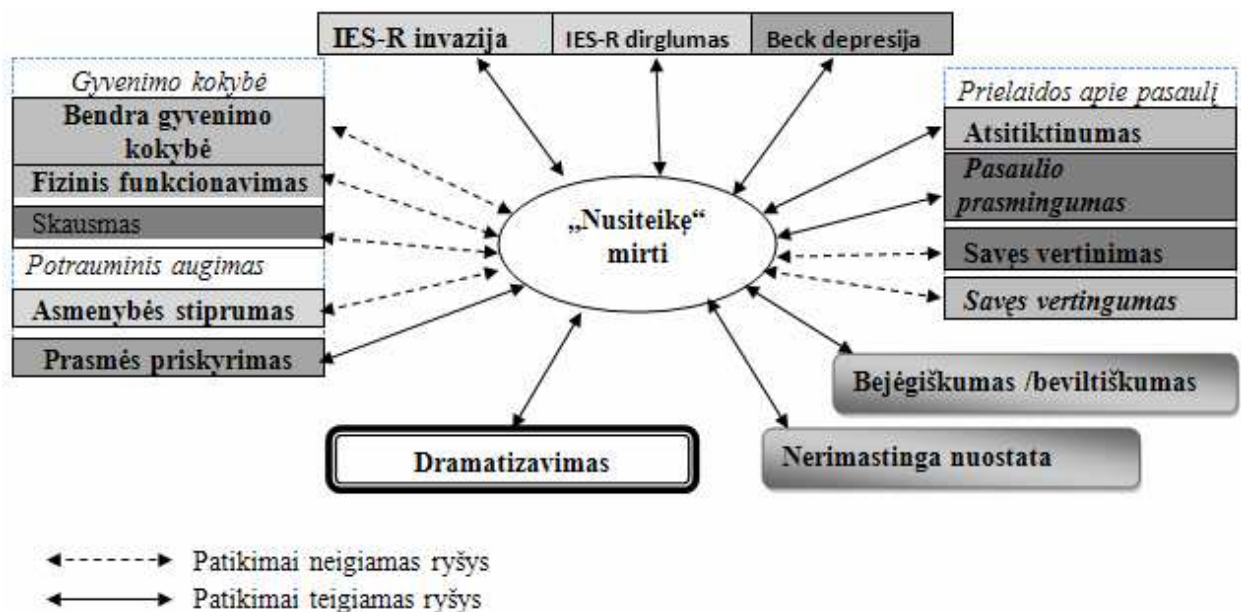 IES-R invazija
IES-R dirglumas
Beck depresija
Gyvenimo kokybė
Bendra gyvenimo
kokybė
Fizinis funkcionavimas
Skausmas
Potrauminis augimas
Asmenybės stiprumas
Prasmės priskyrimas
„Nusiteikę“
mirti
Prielaidos apie pasaulį
Atsitiktinumas
Pasaulio
prasmingumas
Savęs vertinimas
Savęs vertingumas
Bejėgiškumas /beviltiškumas
Nerimastinga nuostata
Dramatizavimas
Patikimai neigiamas ryšys
Patikimai teigiamas ryšys